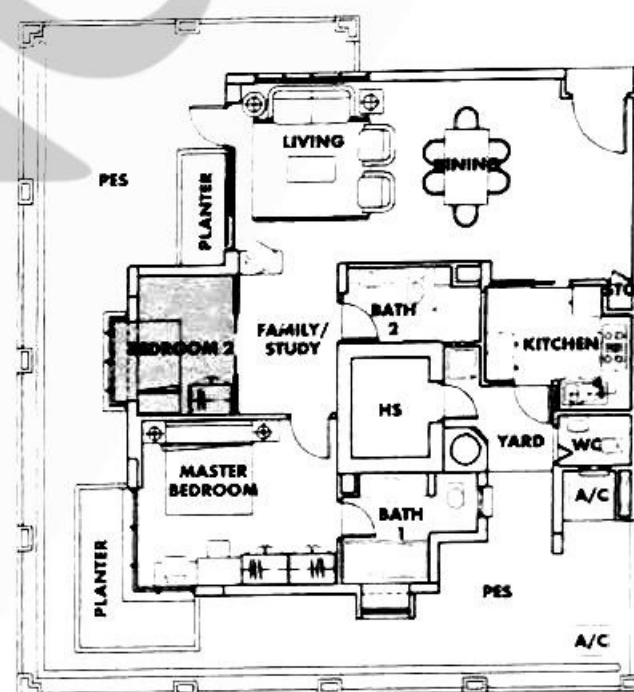 LIVING
DINING
PES
PLANTER
STO
BATH
2
FAMILY/
STUDY
BEDROOM 2
KITCHEN
HS
YARD
WC
MASTER
BEDROOM
A/C
BATH
1
PLANTER
PES
A/C